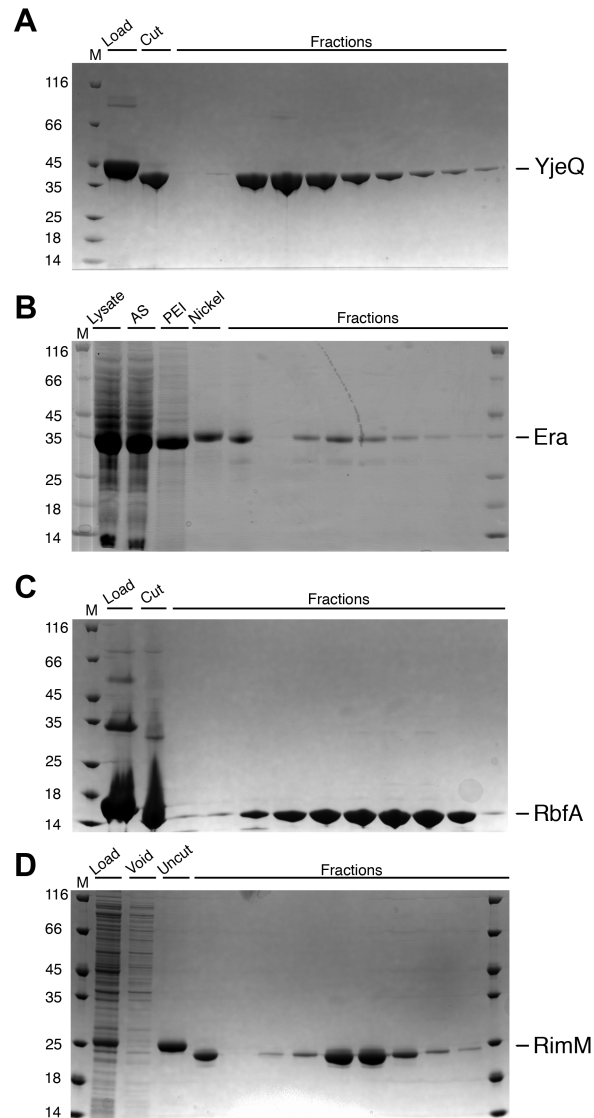 A
M Load Cut Fractions
116
66
45
35
25
18
14
YjeQ
B
M Lysate AS PEI Nickel Fractions
116
66
45
35
25
18
14
Era
C
M Load Cut Fractions
116
66
45
35
25
18
14
RbfA
D
M Load Void Uncut Fractions
116
66
45
35
25
18
14
RimM